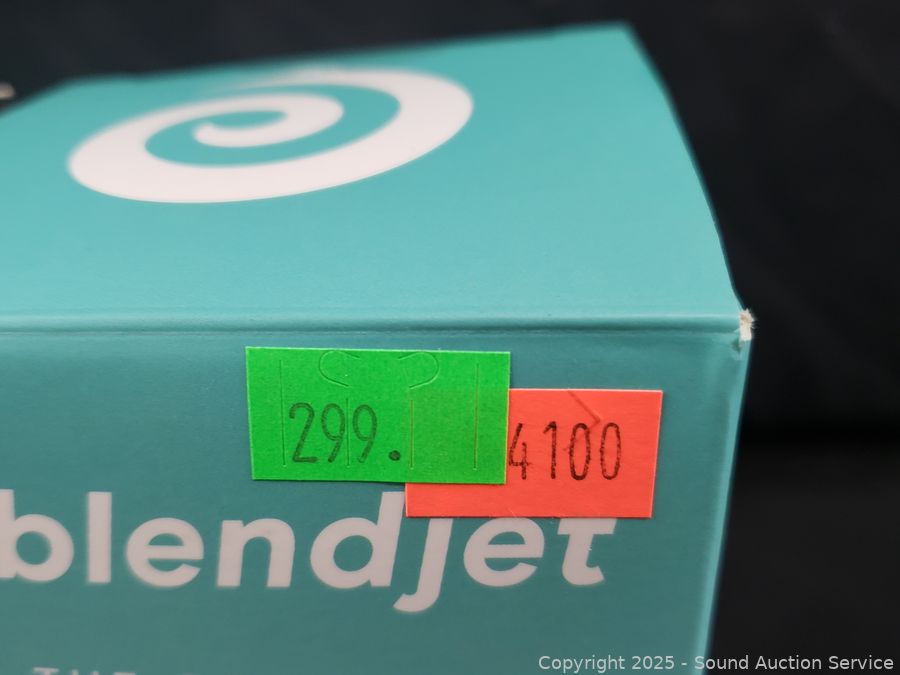 299.
4100
blendjet
Copyright 2025 - Sound Auction Service